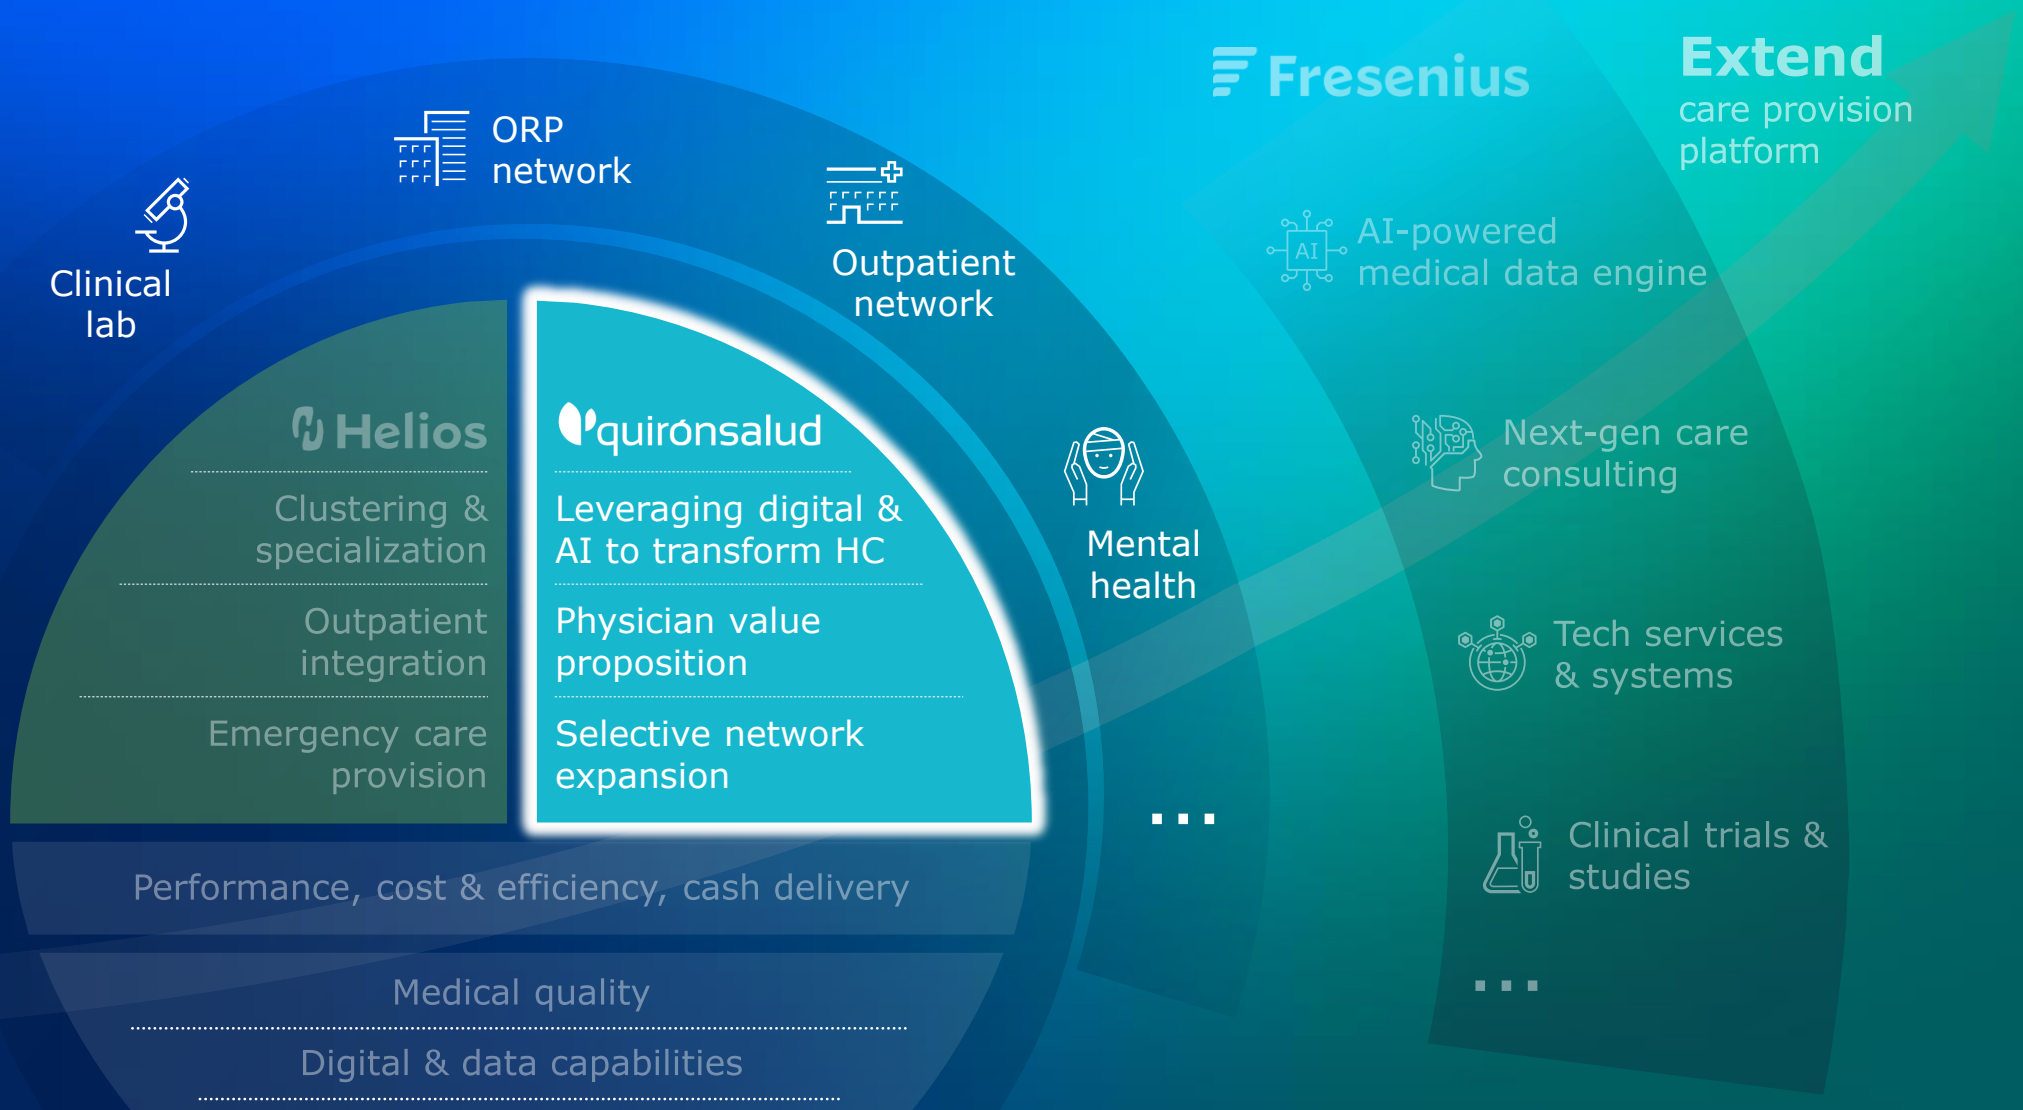 Fresenius
Extend
care provision
platform
ORP
network
Clinical
lab
Outpatient
network
Mental
health
...
AI
AI-powered
medical data engine
Next-gen care
consulting
Tech services
& systems
Clinical trials &
studies
...
Helios
Clustering &
specialization
Outpatient
integration
Emergency care
provision
quirónsalud
Leveraging digital &
AI to transform HC
Physician value
proposition
Selective network
expansion
Performance, cost & efficiency, cash delivery
Medical quality
Digital & data capabilities